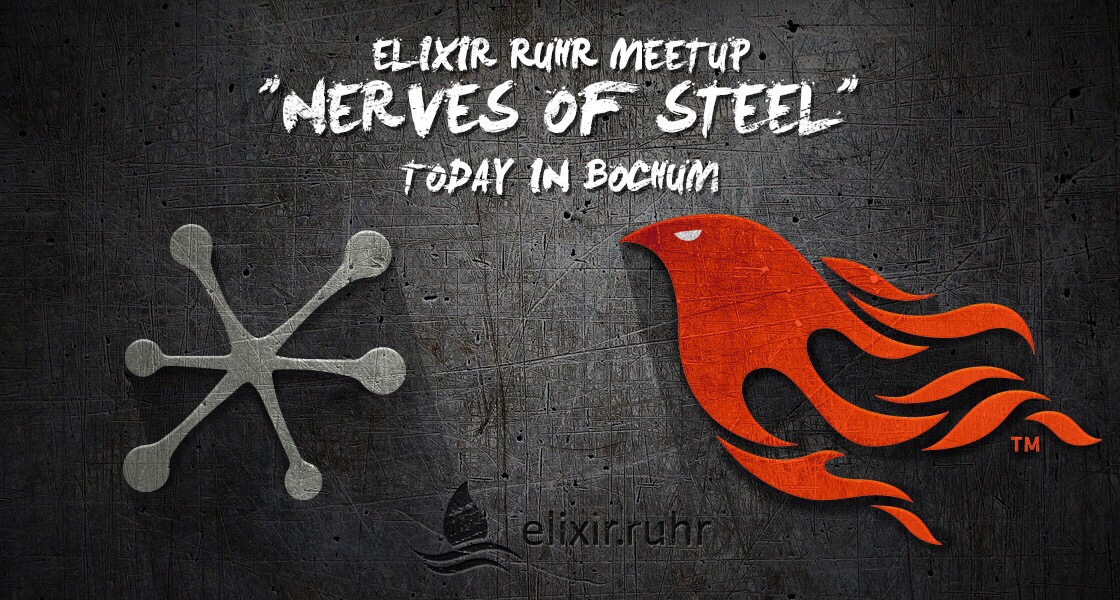 ELIXIR RUHR MEETUP
"NERVES OF STEEL"
TODAY IN BOCHUM
TM
elixir.ruhr